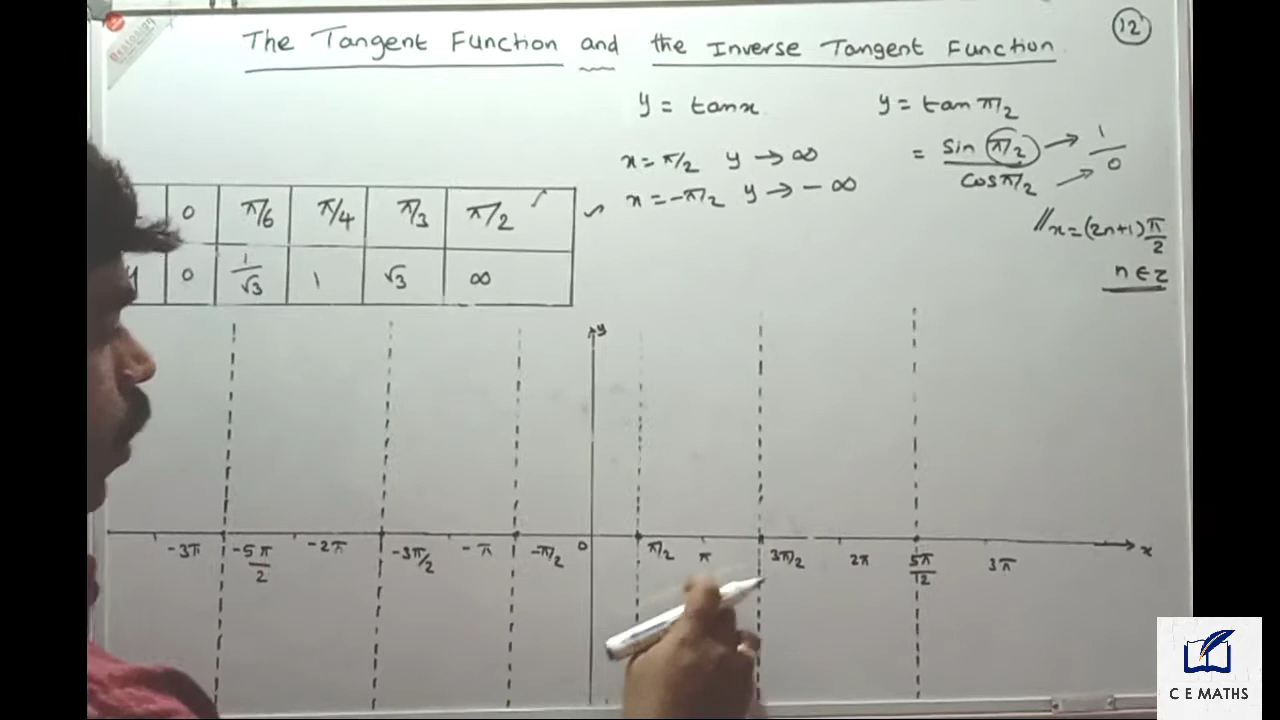 The Tangent Function and the Inverse Tangent Function
12
y = tanx
y = tan π/2
x = π/2 y → ∞
= sin π/2 / cos π/2 → 1/0
x = -π/2 y → - ∞
// x = (2n+1) π/2
n ∈ z
0 π/6 π/4 π/3 π/2
y 0 1/√3 1 √3 ∞
y
-3π -5π/2 -2π -3π/2 -π -π/2 0 π/2 π 3π/2 2π 5π/12 3π x
C E MATHS